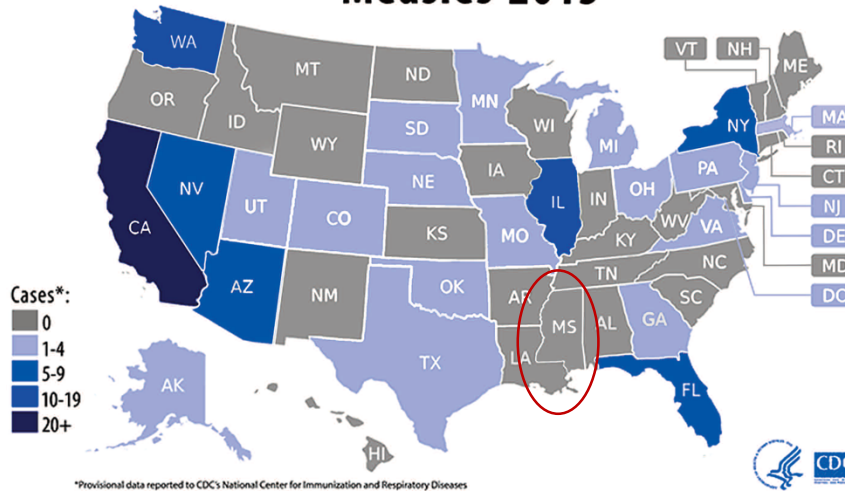 WA
VT NH
ME
MT
ND
OR
MN
ID
WI
NY
MA
SD
WY
MI
RI
CT
IA
PA
NE
NV
NJ
OH
IL
IN
UT
DE
CO
CA
WV
VA
KS
MO
KY
MD
NC
TN
DC
OK
AZ
NM
AR
SC
Cases*:
0
MS
AL
GA
1-4
LA
TX
5-9
AK
FL
10-19
20+
HI
CDC
*Provisional data reported to CDC's National Center for Immunization and Respiratory Diseases